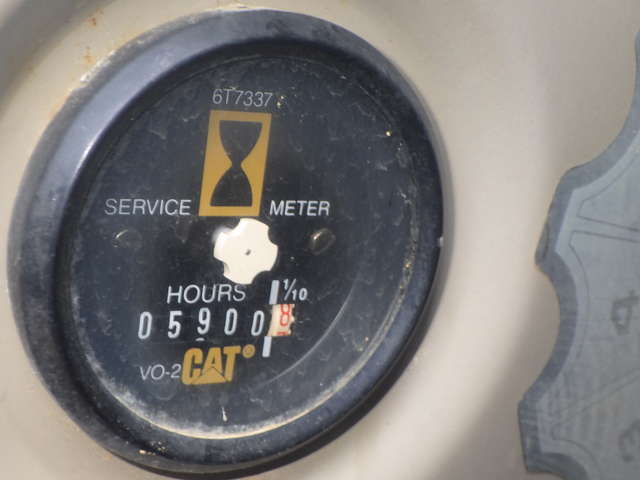 6T7337
SERVICE METER
HOURS 1/10
059008
VO-2 CAT®